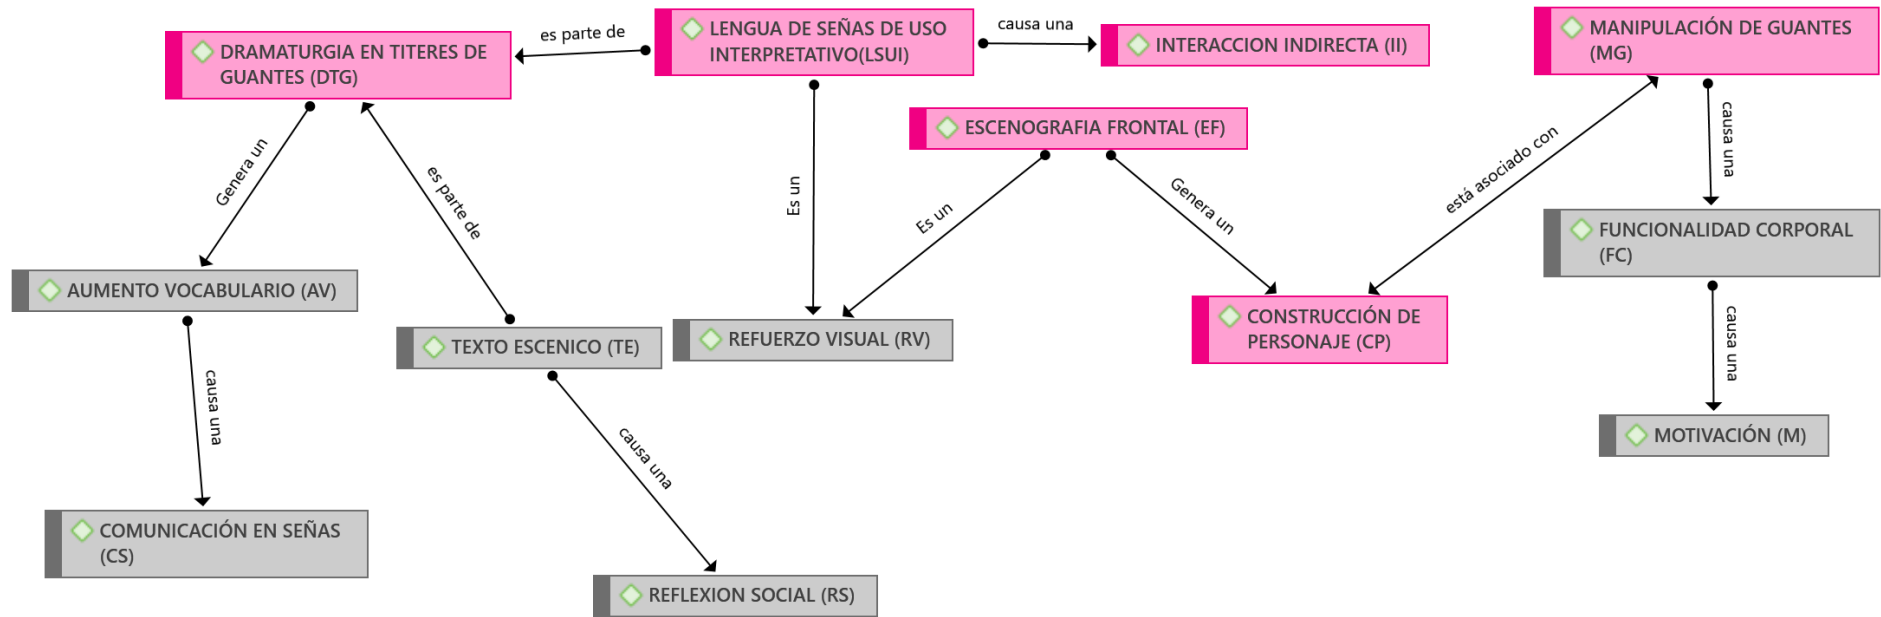 LENGUA DE SEÑAS DE USO
INTERPRETATIVO(LSUI)
causa una
INTERACCION INDIRECTA (II)
MANIPULACIÓN DE GUANTES
(MG)
es parte de
DRAMATURGIA EN TITERES DE
GUANTES (DTG)
ESCENOGRAFIA FRONTAL (EF)
causa una
Genera un
es parte de
Es un
Es un
Genera un
está asociado con
FUNCIONALIDAD CORPORAL
(FC)
AUMENTO VOCABULARIO (AV)
TEXTO ESCENICO (TE)
REFUERZO VISUAL (RV)
CONSTRUCCIÓN DE
PERSONAJE (CP)
causa una
causa una
causa una
MOTIVACIÓN (M)
COMUNICACIÓN EN SEÑAS
(CS)
REFLEXION SOCIAL (RS)